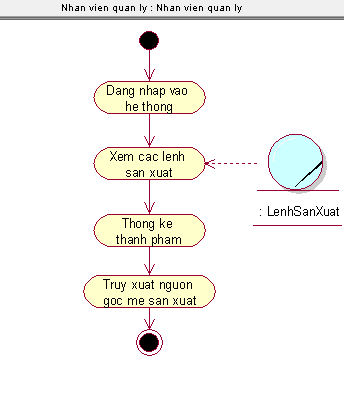 Nhan vien quan ly : Nhan vien quan ly
Dang nhap vao
he thong
Xem cac lenh
san xuat
: LenhSanXuat
Thong ke
thanh pham
Truy xuat nguon
goc me san xuat